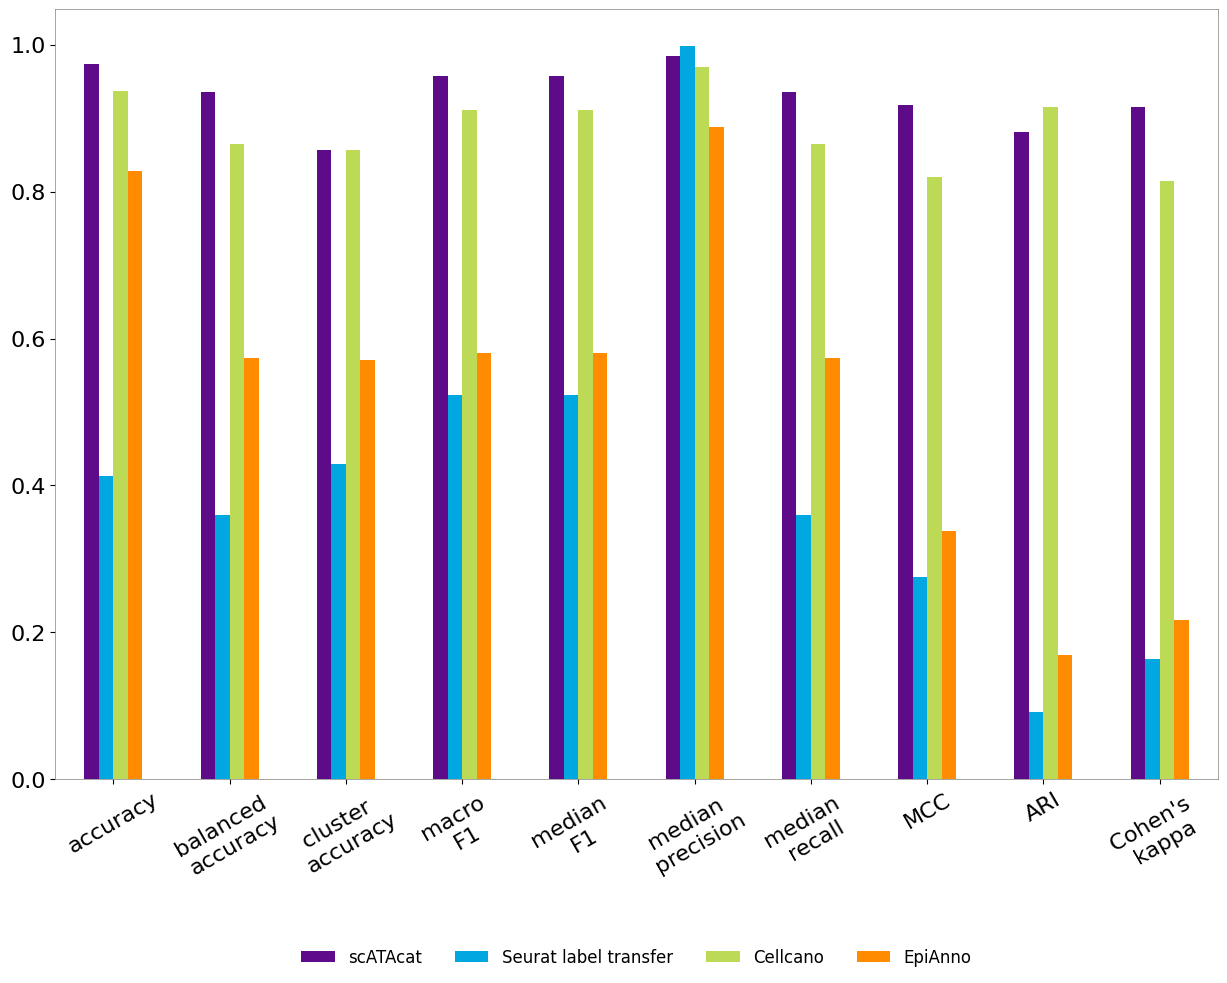 1.0
0.8
0.6
0.4
0.2
0.0
accuracy
balanced
accuracy
cluster
accuracy
macro
F1
median
F1
median
precision
median
recall
MCC
ARI
Cohen's
kappa
scATAcat
Seurat label transfer
Cellcano
EpiAnno